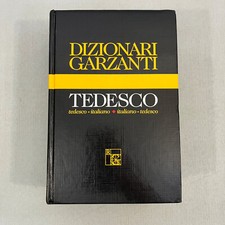 DIZIONARI
GARZANTI
TEDESCO
tedesco - italiano • italiano - tedesco